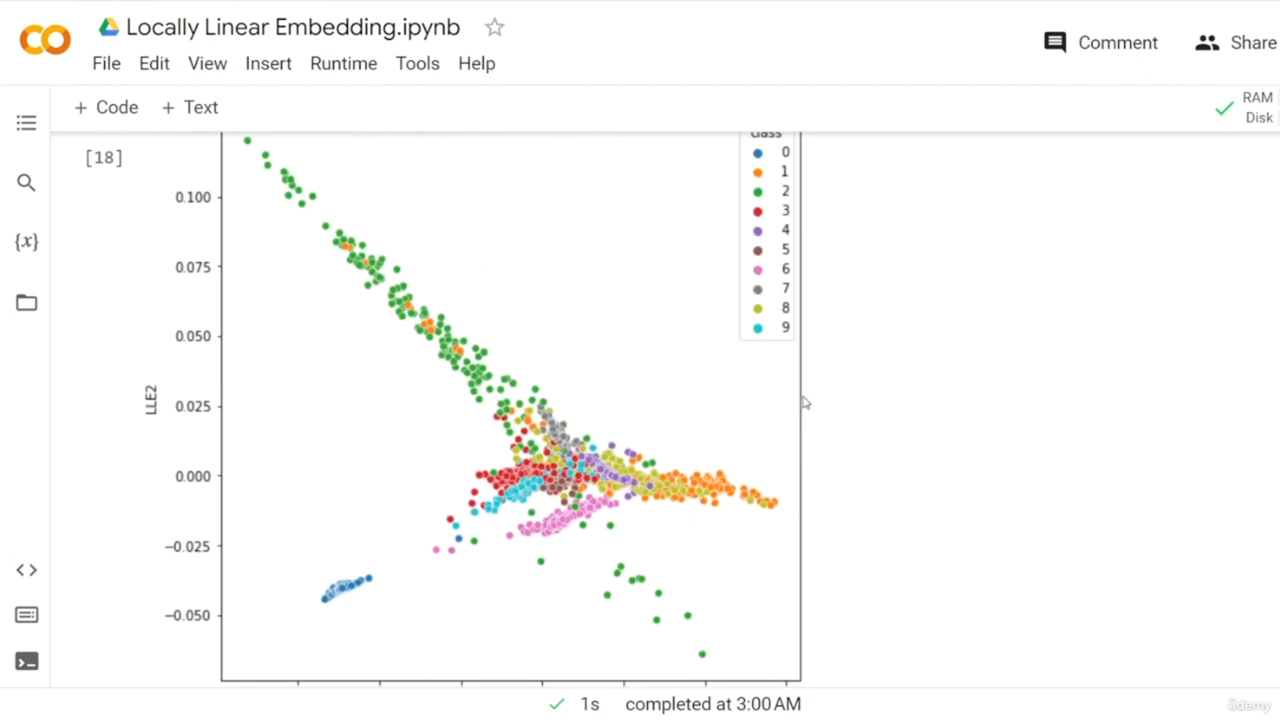 Locally Linear Embedding.ipynb
Comment
Share
File Edit View Insert Runtime Tools Help
+ Code + Text
RAM
Disk
[18]
class
0
1
2
3
4
5
6
7
8
9
0.100
0.075
0.050
0.025
0.000
−0.025
−0.050
LLE2
{x}
1s completed at 3:00 AM
ûdemy